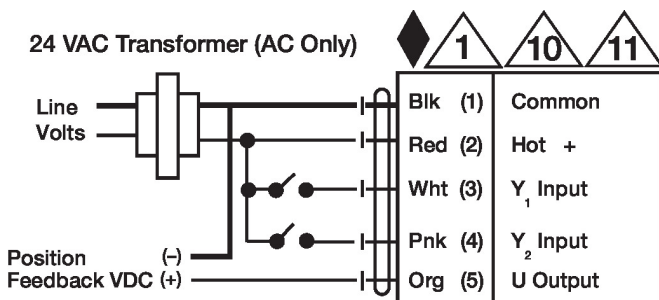 24 VAC Transformer (AC Only)
1 10 11
Line
Volts
Blk (1) Common
Red (2) Hot +
Wht (3) Y1 Input
Pnk (4) Y2 Input
Position (–)
Feedback VDC (+)
Org (5) U Output